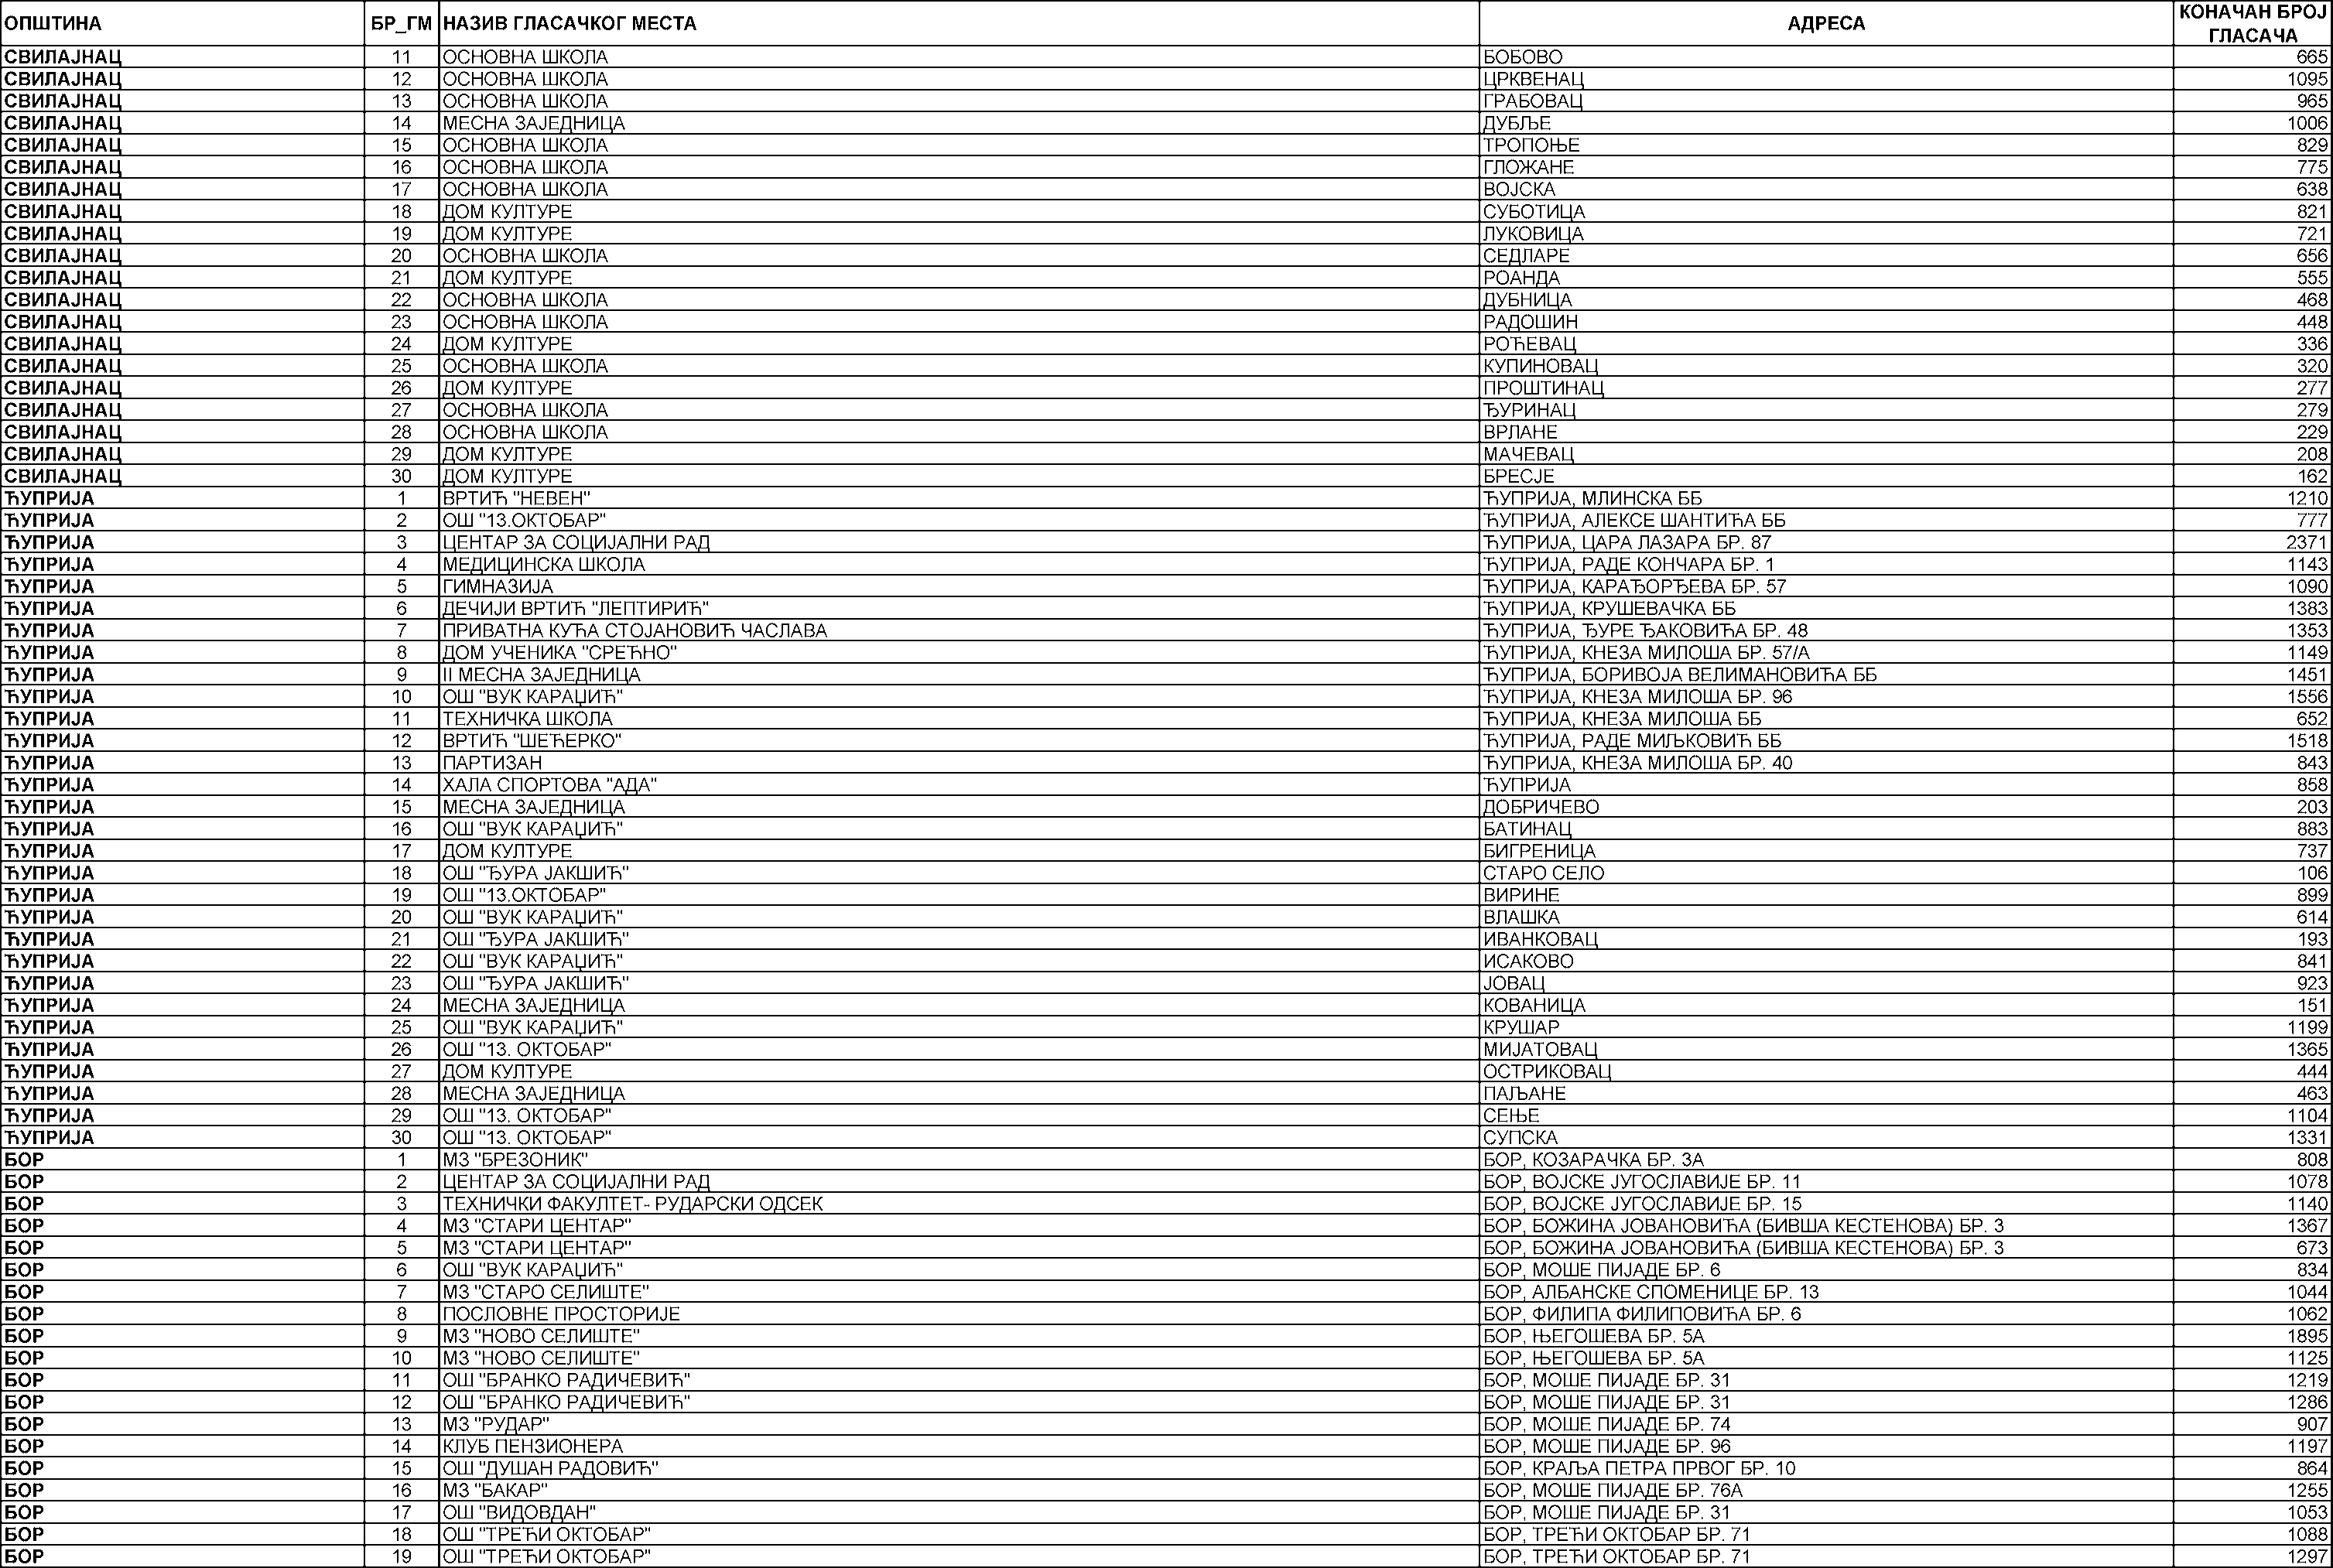 ОПШТИНА БР_ГМ НАЗИВ ГЛАСАЧКОГ МЕСТА АДРЕСА КОНАЧАН БРОЈ ГЛАСАЧА
СВИЛАЈНАЦ 11 ОСНОВНА ШКОЛА БОБОВО 665
СВИЛАЈНАЦ 12 ОСНОВНА ШКОЛА ЦРКВЕНАЦ 1095
СВИЛАЈНАЦ 13 ОСНОВНА ШКОЛА ГРАБОВАЦ 965
СВИЛАЈНАЦ 14 МЕСНА ЗАЈЕДНИЦА ДУБЉЕ 1006
СВИЛАЈНАЦ 15 ОСНОВНА ШКОЛА ТРОПОЊЕ 829
СВИЛАЈНАЦ 16 ОСНОВНА ШКОЛА ГЛОЖАНЕ 775
СВИЛАЈНАЦ 17 ОСНОВНА ШКОЛА ВОЈСКА 638
СВИЛАЈНАЦ 18 ДОМ КУЛТУРЕ СУБОТИЦА 821
СВИЛАЈНАЦ 19 ДОМ КУЛТУРЕ ЛУКОВИЦА 721
СВИЛАЈНАЦ 20 ОСНОВНА ШКОЛА СЕДЛАРЕ 656
СВИЛАЈНАЦ 21 ДОМ КУЛТУРЕ РОАНДА 555
СВИЛАЈНАЦ 22 ОСНОВНА ШКОЛА ДУБНИЦА 468
СВИЛАЈНАЦ 23 ОСНОВНА ШКОЛА РАДОШИН 448
СВИЛАЈНАЦ 24 ДОМ КУЛТУРЕ РОЋЕВАЦ 336
СВИЛАЈНАЦ 25 ОСНОВНА ШКОЛА КУПИНОВАЦ 320
СВИЛАЈНАЦ 26 ДОМ КУЛТУРЕ ПРОШТИНАЦ 277
СВИЛАЈНАЦ 27 ОСНОВНА ШКОЛА ЂУРИНАЦ 279
СВИЛАЈНАЦ 28 ОСНОВНА ШКОЛА ВРЛАНЕ 229
СВИЛАЈНАЦ 29 ДОМ КУЛТУРЕ МАЧЕВАЦ 208
СВИЛАЈНАЦ 30 ДОМ КУЛТУРЕ БРЕСЈЕ 162
ЋУПРИЈА 1 ВРТИЋ "НЕВЕН" ЋУПРИЈА, МЛИНСКА ББ 1210
ЋУПРИЈА 2 ОШ "13.ОКТОБАР" ЋУПРИЈА, АЛЕКСЕ ШАНТИЋА ББ 777
ЋУПРИЈА 3 ЦЕНТАР ЗА СОЦИЈАЛНИ РАД ЋУПРИЈА, ЦАРА ЛАЗАРА БР. 87 2371
ЋУПРИЈА 4 МЕДИЦИНСКА ШКОЛА ЋУПРИЈА, РАДЕ КОНЧАРА БР. 1 1143
ЋУПРИЈА 5 ГИМНАЗИЈА ЋУПРИЈА, КАРАЂОРЂЕВА БР. 57 1090
ЋУПРИЈА 6 ДЕЧИЈИ ВРТИЋ "ЛЕПТИРИЋ" ЋУПРИЈА, КРУШЕВАЧКА ББ 1383
ЋУПРИЈА 7 ПРИВАТНА КУЋА СТОЈАНОВИЋ ЧАСЛАВА ЋУПРИЈА, ЂУРЕ ЂАКОВИЋА БР. 48 1353
ЋУПРИЈА 8 ДОМ УЧЕНИКА "СРЕЋНО" ЋУПРИЈА, КНЕЗА МИЛОША БР. 57/А 1149
ЋУПРИЈА 9 II МЕСНА ЗАЈЕДНИЦА ЋУПРИЈА, БОРИВОЈА ВЕЛИМАНОВИЋА ББ 1451
ЋУПРИЈА 10 ОШ "ВУК КАРАЏИЋ" ЋУПРИЈА, КНЕЗА МИЛОША БР. 96 1556
ЋУПРИЈА 11 ТЕХНИЧКА ШКОЛА ЋУПРИЈА, КНЕЗА МИЛОША ББ 652
ЋУПРИЈА 12 ВРТИЋ "ШЕЋЕРКО" ЋУПРИЈА, РАДЕ МИЉКОВИЋ ББ 1518
ЋУПРИЈА 13 ПАРТИЗАН ЋУПРИЈА, КНЕЗА МИЛОША БР. 40 843
ЋУПРИЈА 14 ХАЛА СПОРТОВА "АДА" ЋУПРИЈА 858
ЋУПРИЈА 15 МЕСНА ЗАЈЕДНИЦА ДОБРИЧЕВО 203
ЋУПРИЈА 16 ОШ "ВУК КАРАЏИЋ" БАТИНАЦ 883
ЋУПРИЈА 17 ДОМ КУЛТУРЕ БИГРЕНИЦА 737
ЋУПРИЈА 18 ОШ "ЂУРА ЈАКШИЋ" СТАРО СЕЛО 106
ЋУПРИЈА 19 ОШ "13.ОКТОБАР" ВИРИНЕ 899
ЋУПРИЈА 20 ОШ "ВУК КАРАЏИЋ" ВЛАШКА 614
ЋУПРИЈА 21 ОШ "ЂУРА ЈАКШИЋ" ИВАНКОВАЦ 193
ЋУПРИЈА 22 ОШ "ВУК КАРАЏИЋ" ИСАКОВО 841
ЋУПРИЈА 23 ОШ "ЂУРА ЈАКШИЋ" ЈОВАЦ 923
ЋУПРИЈА 24 МЕСНА ЗАЈЕДНИЦА КОВАНИЦА 151
ЋУПРИЈА 25 ОШ "ВУК КАРАЏИЋ" КРУШАР 1199
ЋУПРИЈА 26 ОШ "13. ОКТОБАР" МИЈАТОВАЦ 1365
ЋУПРИЈА 27 ДОМ КУЛТУРЕ ОСТРИКОВАЦ 444
ЋУПРИЈА 28 МЕСНА ЗАЈЕДНИЦА ПАЉАНЕ 463
ЋУПРИЈА 29 ОШ "13. ОКТОБАР" СЕЊЕ 1104
ЋУПРИЈА 30 ОШ "13. ОКТОБАР" СУПСКА 1331
БОР 1 МЗ "БРЕЗОНИК" БОР, КОЗАРАЧКА БР. 3А 808
БОР 2 ЦЕНТАР ЗА СОЦИЈАЛНИ РАД БОР, ВОЈСКЕ ЈУГОСЛАВИЈЕ БР. 11 1078
БОР 3 ТЕХНИЧКИ ФАКУЛТЕТ- РУДАРСКИ ОДСЕК БОР, ВОЈСКЕ ЈУГОСЛАВИЈЕ БР. 15 1140
БОР 4 МЗ "СТАРИ ЦЕНТАР" БОР, БОЖИНА ЈОВАНОВИЋА (БИВША КЕСТЕНОВА) БР. 3 1367
БОР 5 МЗ "СТАРИ ЦЕНТАР" БОР, БОЖИНА ЈОВАНОВИЋА (БИВША КЕСТЕНОВА) БР. 3 673
БОР 6 ОШ "ВУК КАРАЏИЋ" БОР, МОШЕ ПИЈАДЕ БР. 6 834
БОР 7 МЗ "СТАРО СЕЛИШТЕ" БОР, АЛБАНСКЕ СПОМЕНИЦЕ БР. 13 1044
БОР 8 ПОСЛОВНЕ ПРОСТОРИЈЕ БОР, ФИЛИПА ФИЛИПОВИЋА БР. 6 1062
БОР 9 МЗ "НОВО СЕЛИШТЕ" БОР, ЊЕГОШЕВА БР. 5А 1895
БОР 10 МЗ "НОВО СЕЛИШТЕ" БОР, ЊЕГОШЕВА БР. 5А 1125
БОР 11 ОШ "БРАНКО РАДИЧЕВИЋ" БОР, МОШЕ ПИЈАДЕ БР. 31 1219
БОР 12 ОШ "БРАНКО РАДИЧЕВИЋ" БОР, МОШЕ ПИЈАДЕ БР. 31 1286
БОР 13 МЗ "РУДАР" БОР, МОШЕ ПИЈАДЕ БР. 74 907
БОР 14 КЛУБ ПЕНЗИОНЕРА БОР, МОШЕ ПИЈАДЕ БР. 96 1197
БОР 15 ОШ "ДУШАН РАДОВИЋ" БОР, КРАЉА ПЕТРА ПРВОГ БР. 10 864
БОР 16 МЗ "БАКАР" БОР, МОШЕ ПИЈАДЕ БР. 76А 1255
БОР 17 ОШ "ВИДОВДАН" БОР, МОШЕ ПИЈАДЕ БР. 31 1053
БОР 18 ОШ "ТРЕЋИ ОКТОБАР" БОР, ТРЕЋИ ОКТОБАР БР. 71 1088
БОР 19 ОШ "ТРЕЋИ ОКТОБАР" БОР, ТРЕЋИ ОКТОБАР БР. 71 1297